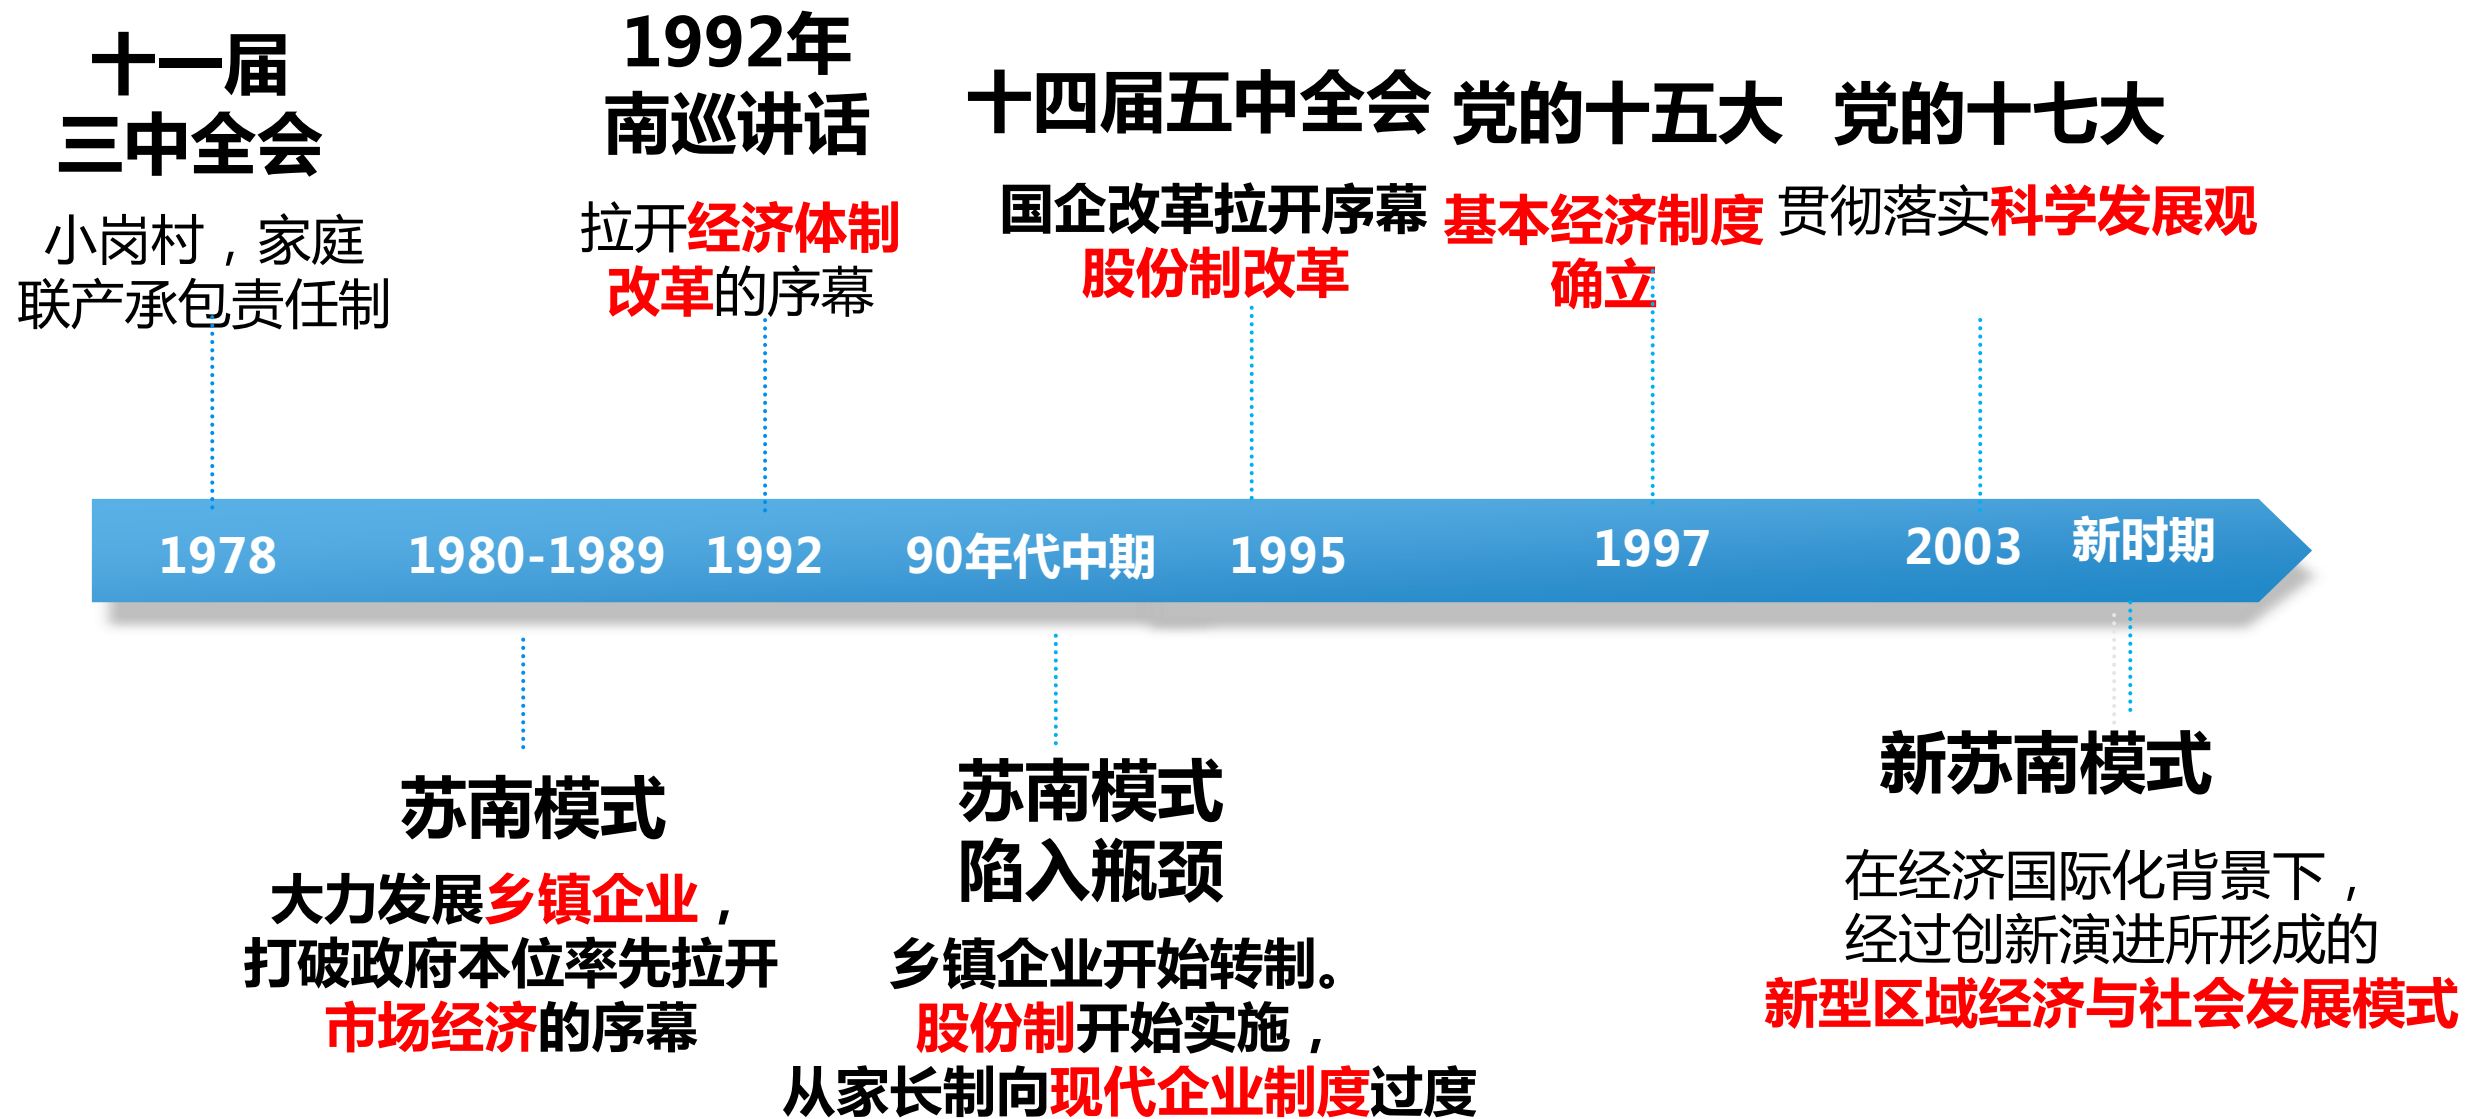 十一届
三中全会
小岗村，家庭
联产承包责任制
1992年
南巡讲话
拉开经济体制
改革的序幕
十四届五中全会
国企改革拉开序幕
股份制改革
党的十五大
基本经济制度
确立
党的十七大
贯彻落实科学发展观
1978
1980-1989
1992
90年代中期
1995
1997
2003
新时期
苏南模式
大力发展乡镇企业，
打破政府本位率先拉开
市场经济的序幕
苏南模式
陷入瓶颈
乡镇企业开始转制。
股份制开始实施，
从家长制向现代企业制度过度
新苏南模式
在经济国际化背景下，
经过创新演进所形成的
新型区域经济与社会发展模式